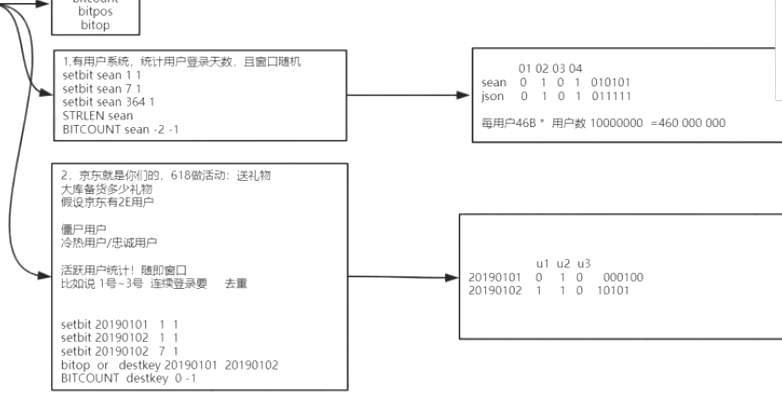 bitcount
bitpos
bitop
1,有用户系统，统计用户登录天数，且窗口随机
setbit sean 1 1
setbit sean 7 1
setbit sean 364 1
STRLEN sean
BITCOUNT sean -2 -1
01 02 03 04
sean 0 1 0 1 010101
json 0 1 0 1 011111
每用户46B * 用户数 10000000 =460 000 000
2，京东就是你们的，618做活动：送礼物
大库备货多少礼物
假设京东有2E用户
僵尸用户
冷热用户/忠诚用户
活跃用户统计！随即窗口
比如说 1号~3号 连续登录要 去重
setbit 20190101 1 1
setbit 20190102 1 1
setbit 20190102 7 1
bitop or destkey 20190101 20190102
BITCOUNT destkey 0 -1
u1 u2 u3
20190101 0 1 0 000100
20190102 1 1 0 10101